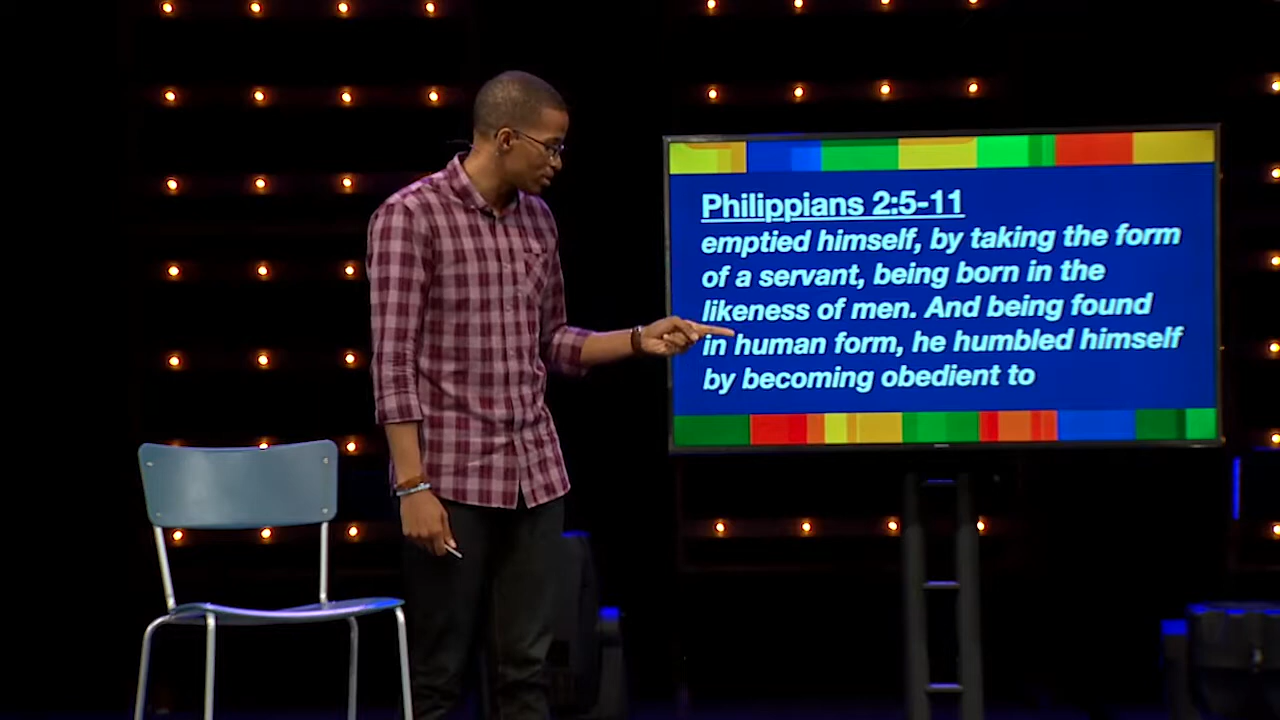 Philippians 2:5-11
emptied himself, by taking the form
of a servant, being born in the
likeness of men. And being found
in human form, he humbled himself
by becoming obedient to